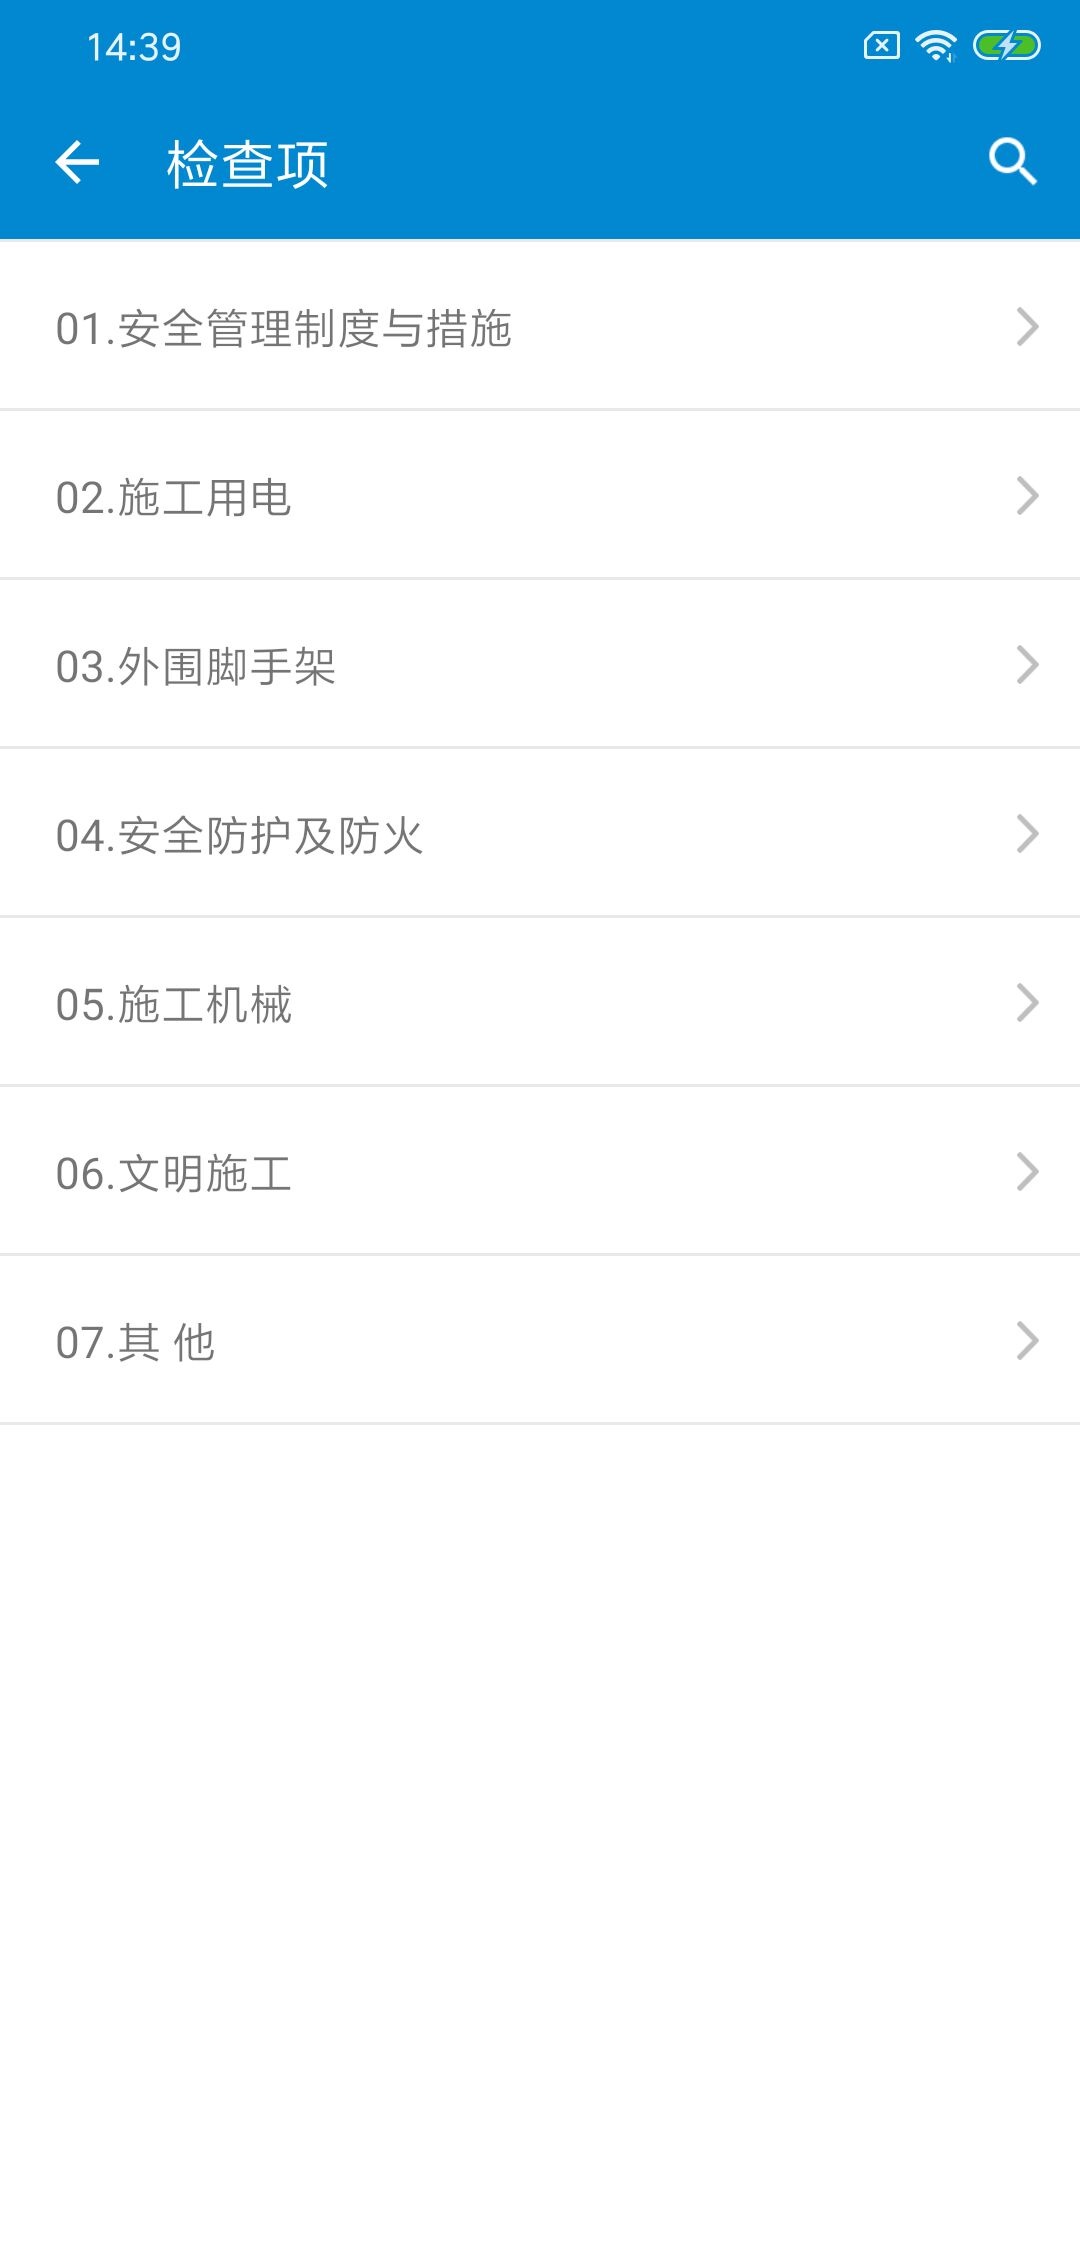 14:39
检查项
01.安全管理制度与措施
02.施工用电
03.外围脚手架
04.安全防护及防火
05.施工机械
06.文明施工
07.其 他